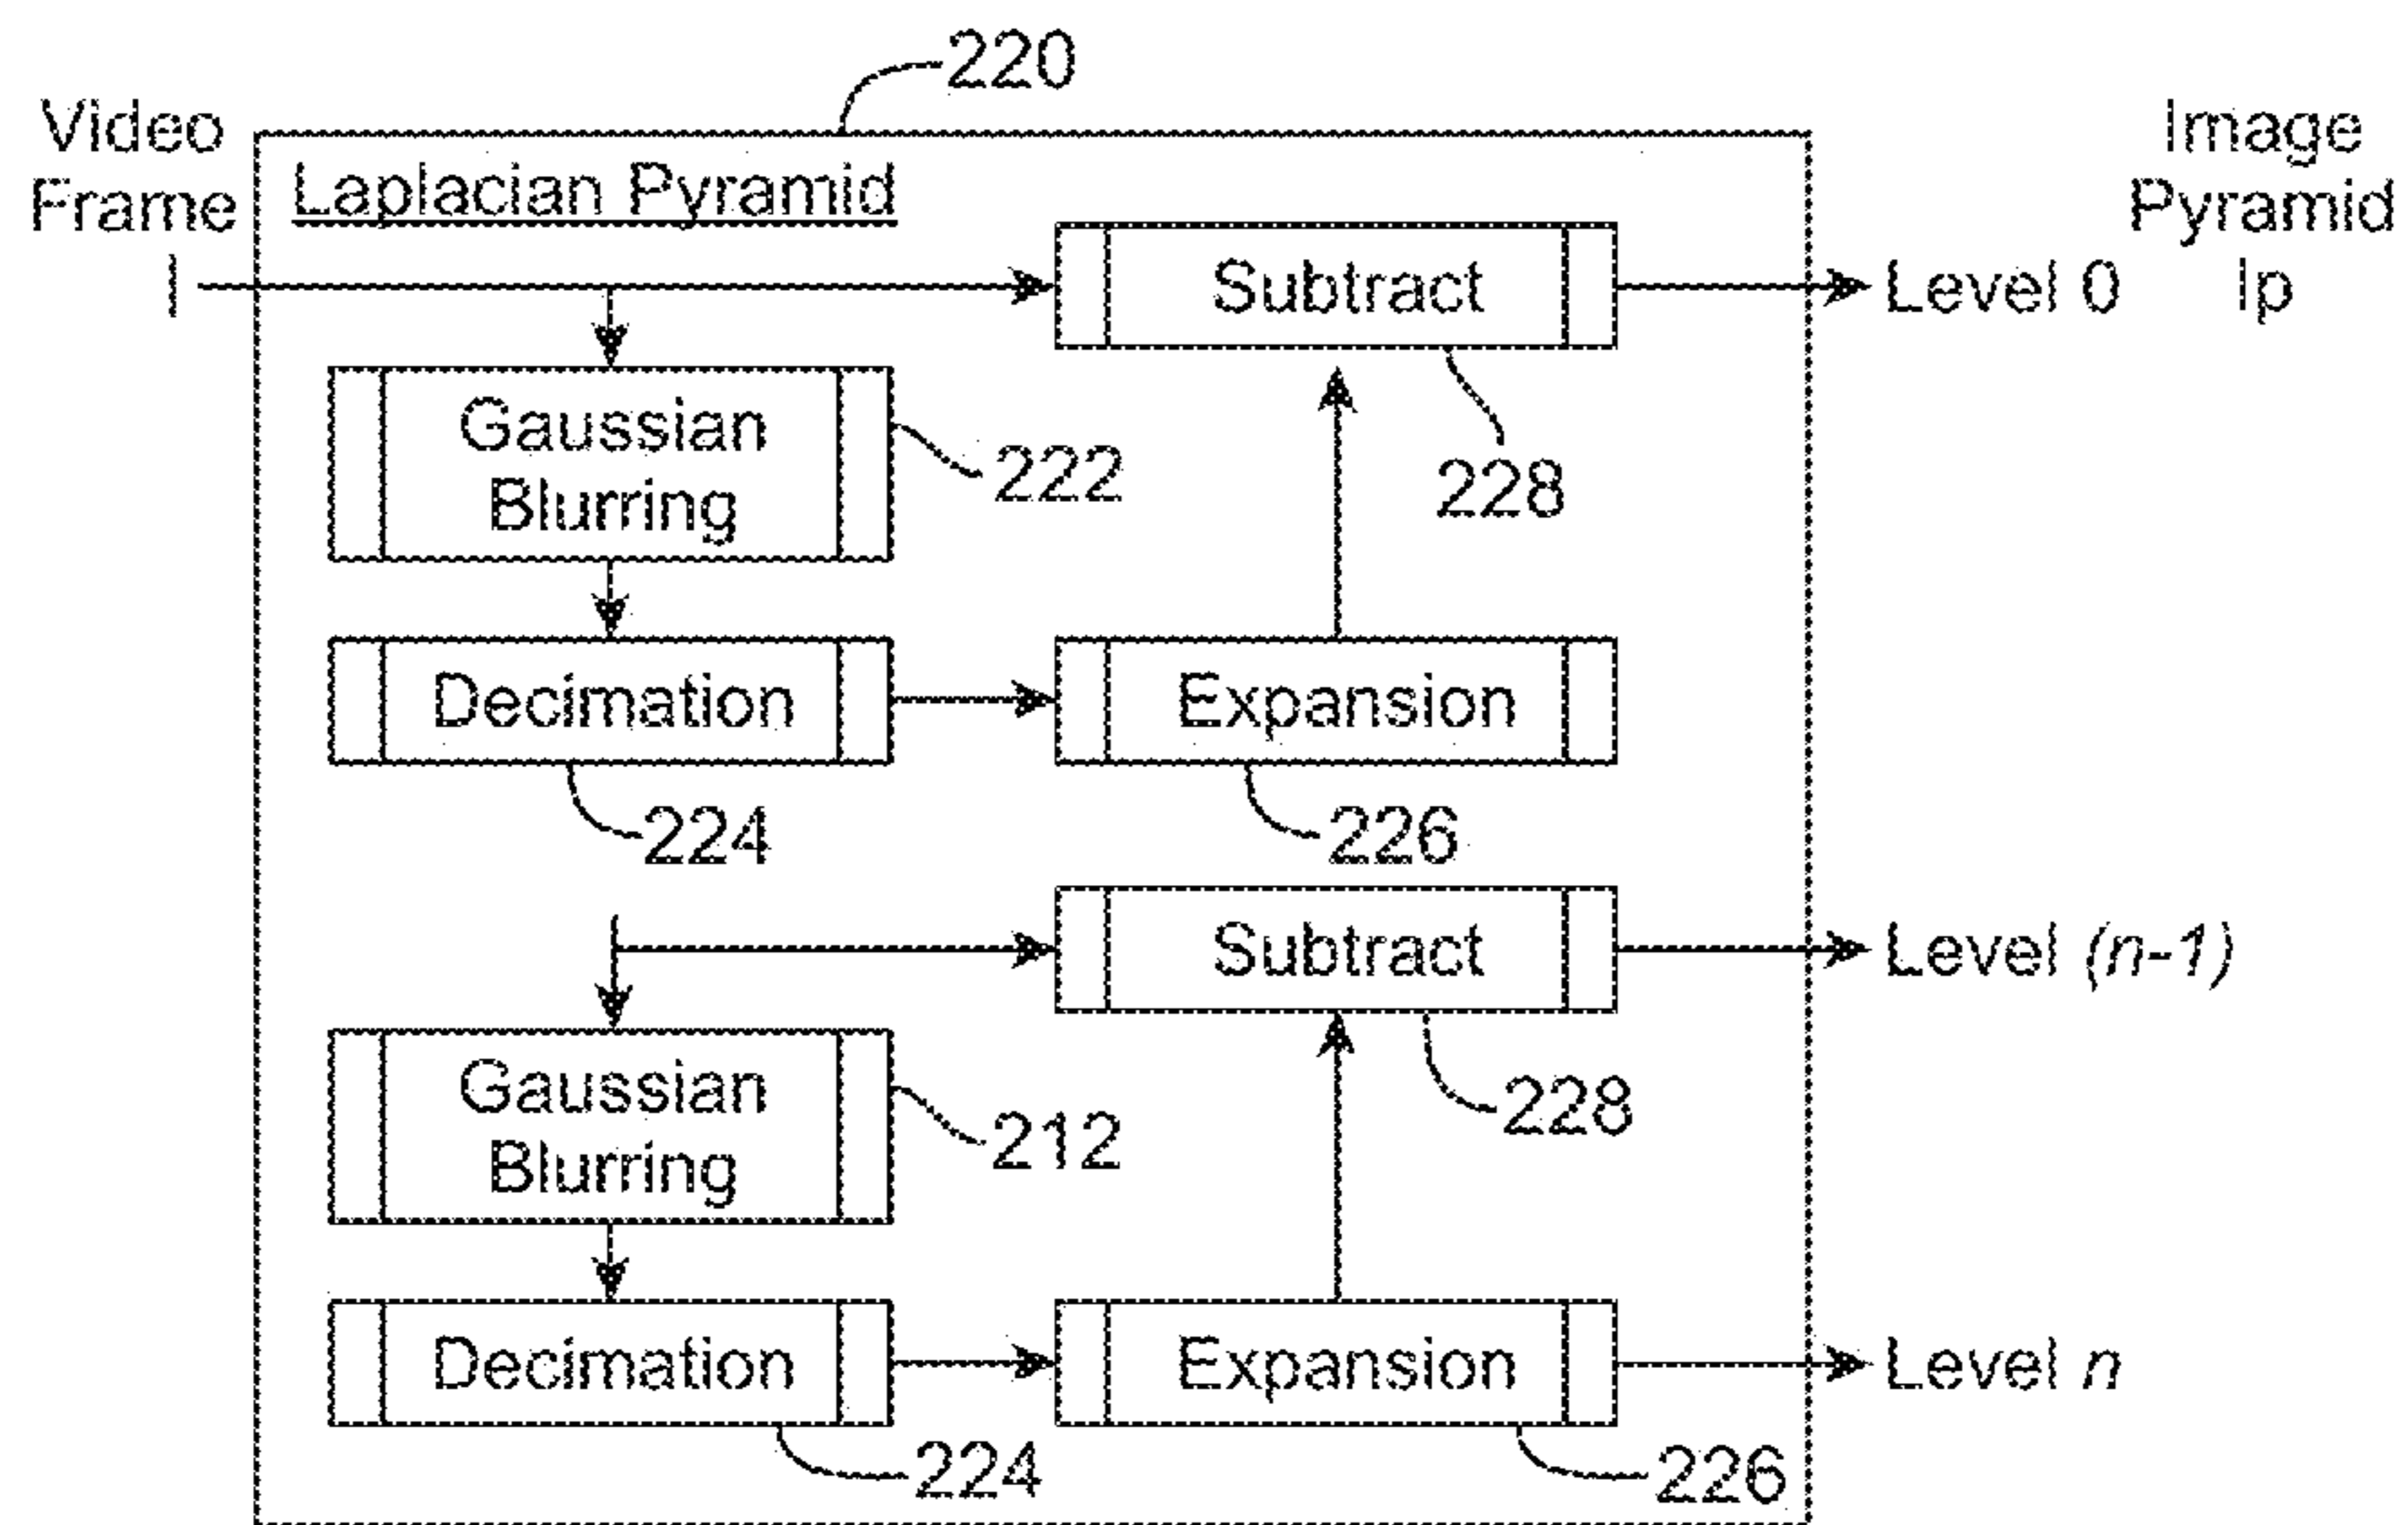 220
Video
Frame
I
Laplacian Pyramid
Image
Pyramid
Ip
Subtract
Level 0
228
Gaussian
Blurring
222
Decimation
Expansion
224
226
Subtract
Level (n-1)
228
Gaussian
Blurring
212
Decimation
Expansion
Level n
224
226